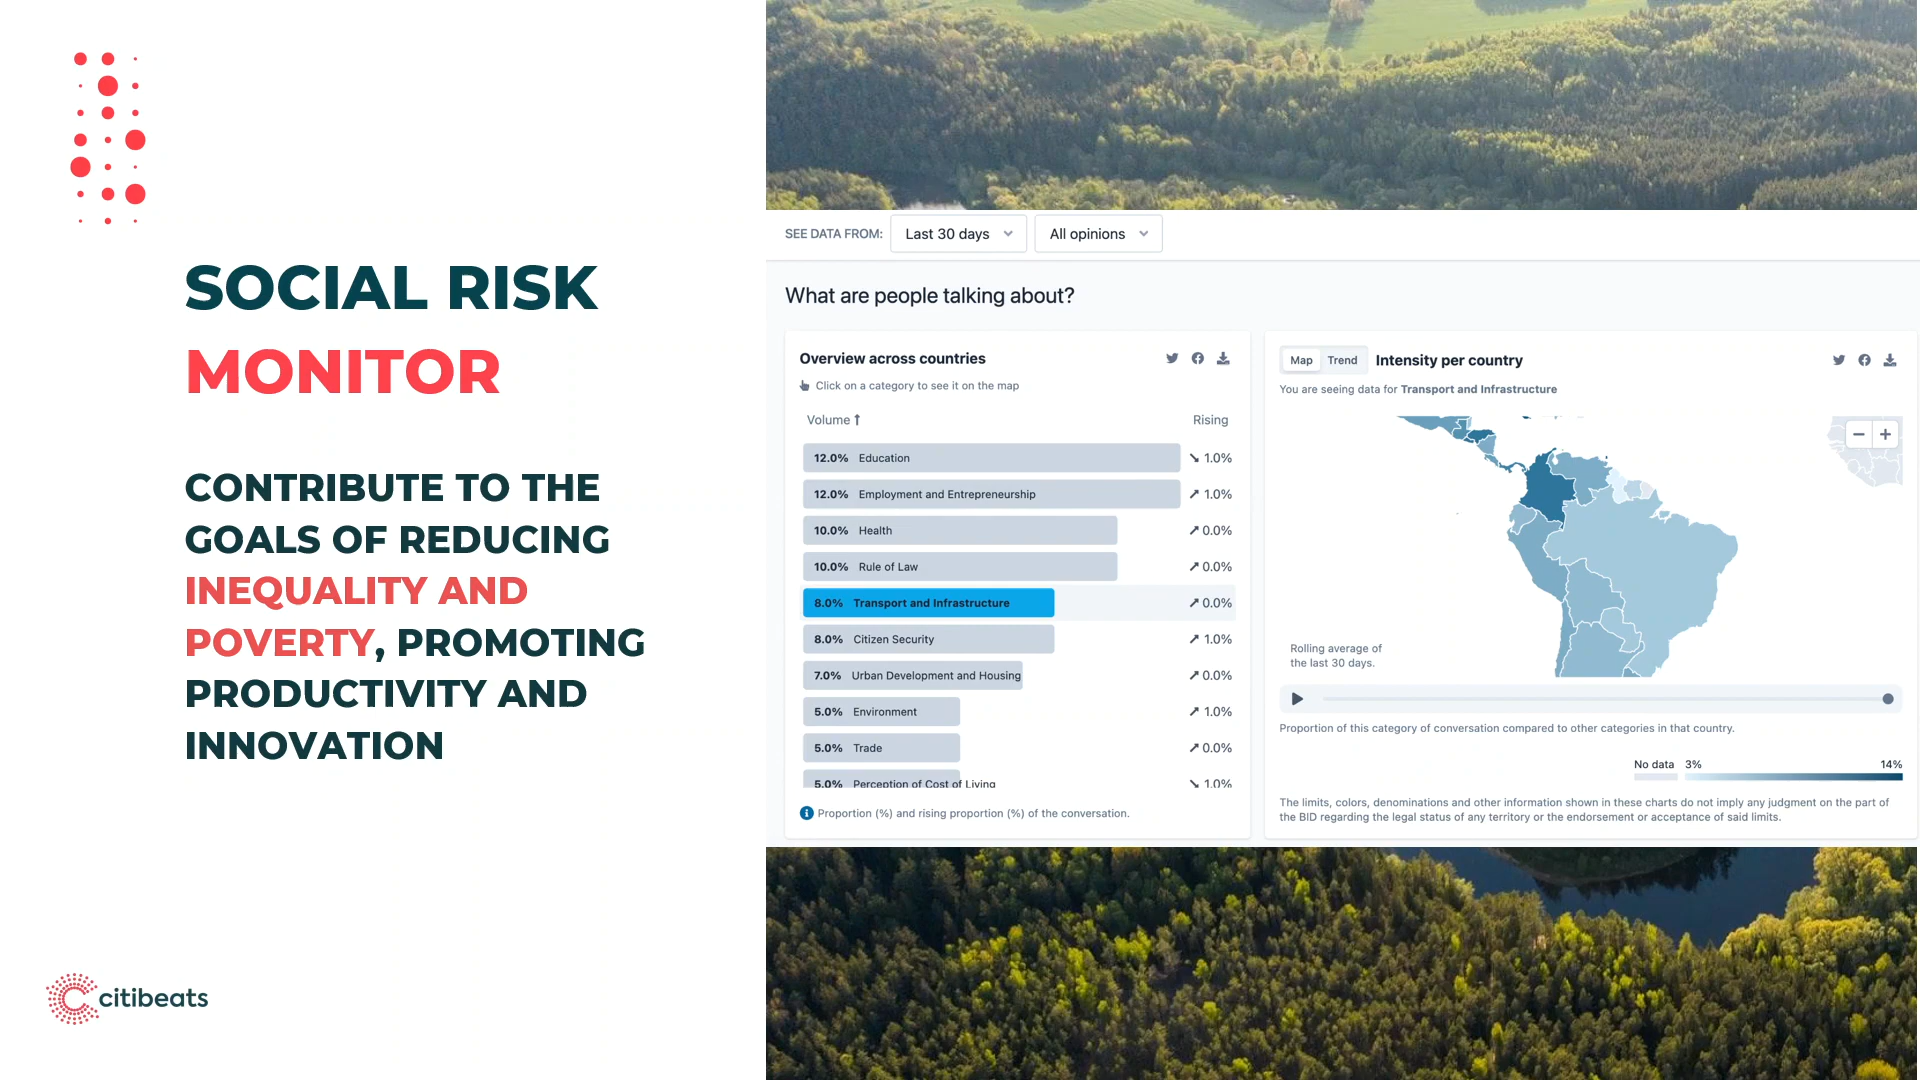 SOCIAL RISK
MONITOR
CONTRIBUTE TO THE
GOALS OF REDUCING
INEQUALITY AND
POVERTY, PROMOTING
PRODUCTIVITY AND
INNOVATION
citibeats
SEE DATA FROM: Last 30 days All opinions
What are people talking about?
Overview across countries
Click on a category to see it on the map
Volume Rising
12.0% Education 1.0%
12.0% Employment and Entrepreneurship 1.0%
10.0% Health 0.0%
10.0% Rule of Law 0.0%
8.0% Transport and Infrastructure 0.0%
8.0% Citizen Security 1.0%
7.0% Urban Development and Housing 0.0%
5.0% Environment 1.0%
5.0% Trade 0.0%
5.0% Perception of Cost of Living 1.0%
Proportion (%) and rising proportion (%) of the conversation.
Map Trend Intensity per country
You are seeing data for Transport and Infrastructure
Rolling average of
the last 30 days.
Proportion of this category of conversation compared to other categories in that country.
No data 3% 14%
The limits, colors, denominations and other information shown in these charts do not imply any judgment on the part of
the BID regarding the legal status of any territory or the endorsement or acceptance of said limits.